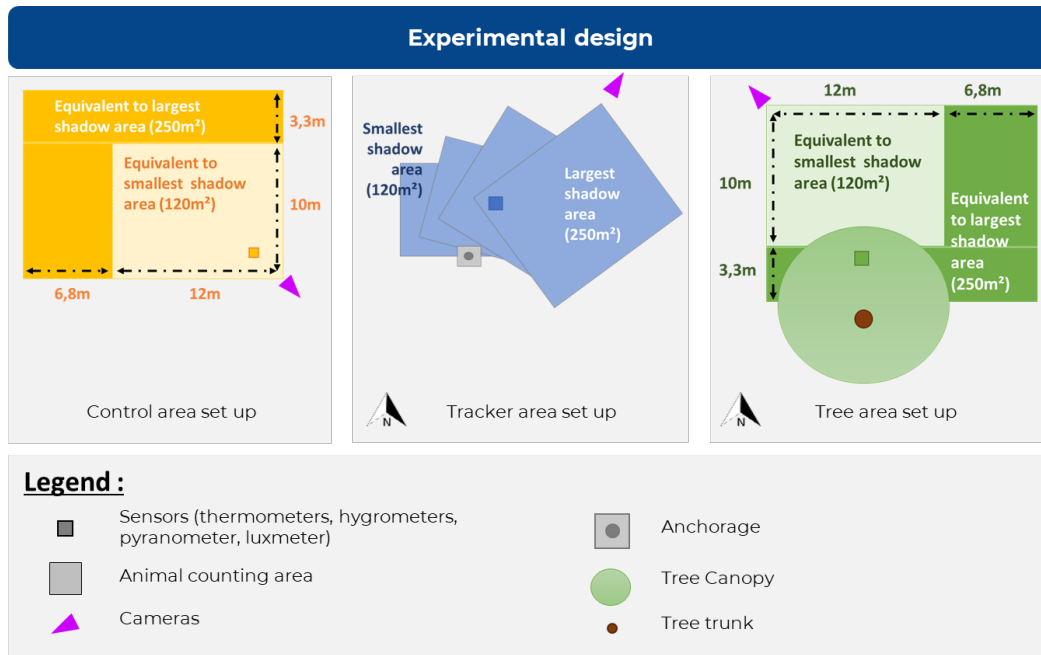 Experimental design
Equivalent to largest
shadow area (250m²)
3,3m
Equivalent to
smallest shadow
area (120m²)
10m
6,8m
12m
Control area set up
Smallest
shadow
area
(120m²)
Largest
shadow
area
(250m²)
N
Tracker area set up
12m
6,8m
Equivalent to
smallest shadow
area (120m²)
10m
Equivalent
to largest
shadow
area
(250m²)
3,3m
N
Tree area set up
Legend :
Sensors (thermometers, hygrometers,
pyranometer, luxmeter)
Animal counting area
Cameras
Anchorage
Tree Canopy
Tree trunk